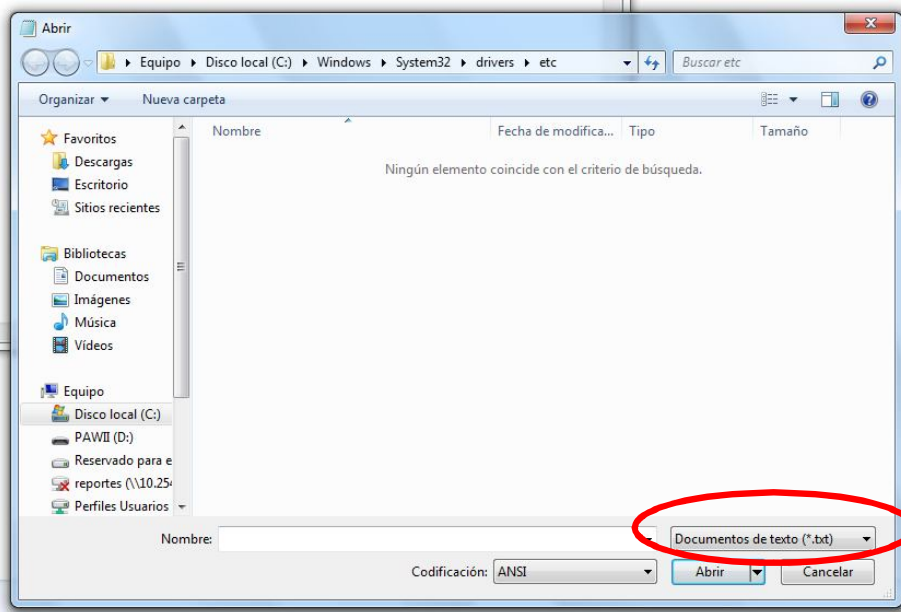 Abrir
Equipo Disco local (C:) Windows System32 drivers etc
Buscar etc
Organizar Nueva carpeta
Favoritos
Descargas
Escritorio
Sitios recientes
Bibliotecas
Documentos
Imágenes
Música
Vídeos
Equipo
Disco local (C:)
PAWII (D:)
Reservado para e
reportes (\\10.254
Perfiles Usuarios
Nombre Fecha de modifica... Tipo Tamaño
Ningún elemento coincide con el criterio de búsqueda.
Nombre:
Documentos de texto (*.txt)
Codificación: ANSI
Abrir Cancelar